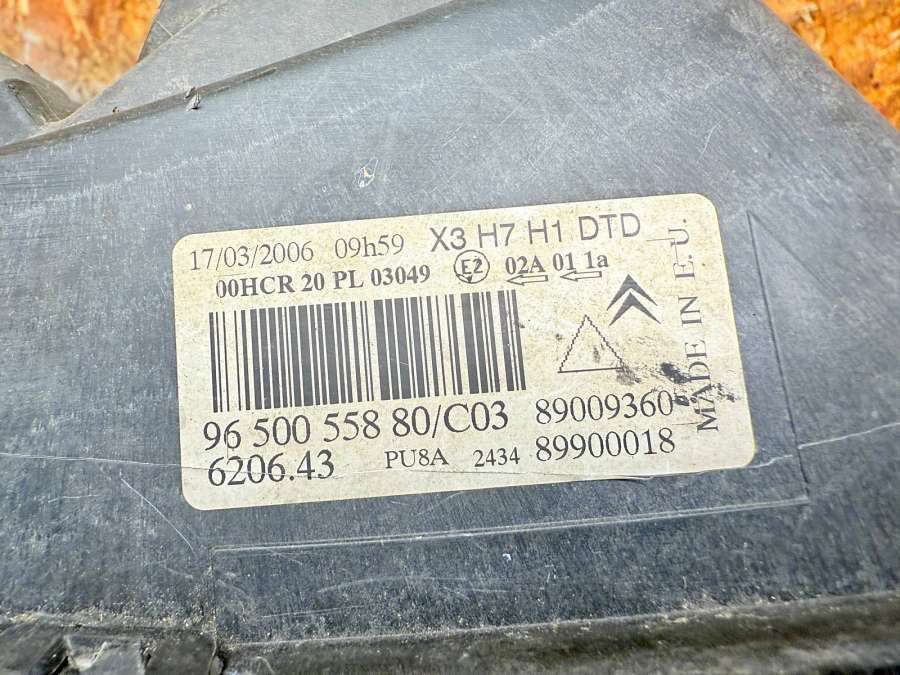 17/03/2006 09h59 X3 H7 H1 DTD
00HCR 20 PL 03049 E2 02A 01 1a
96 500 558 80/C03 89009360
6206.43 PU8A 2434 89900018
MADE IN E.U.